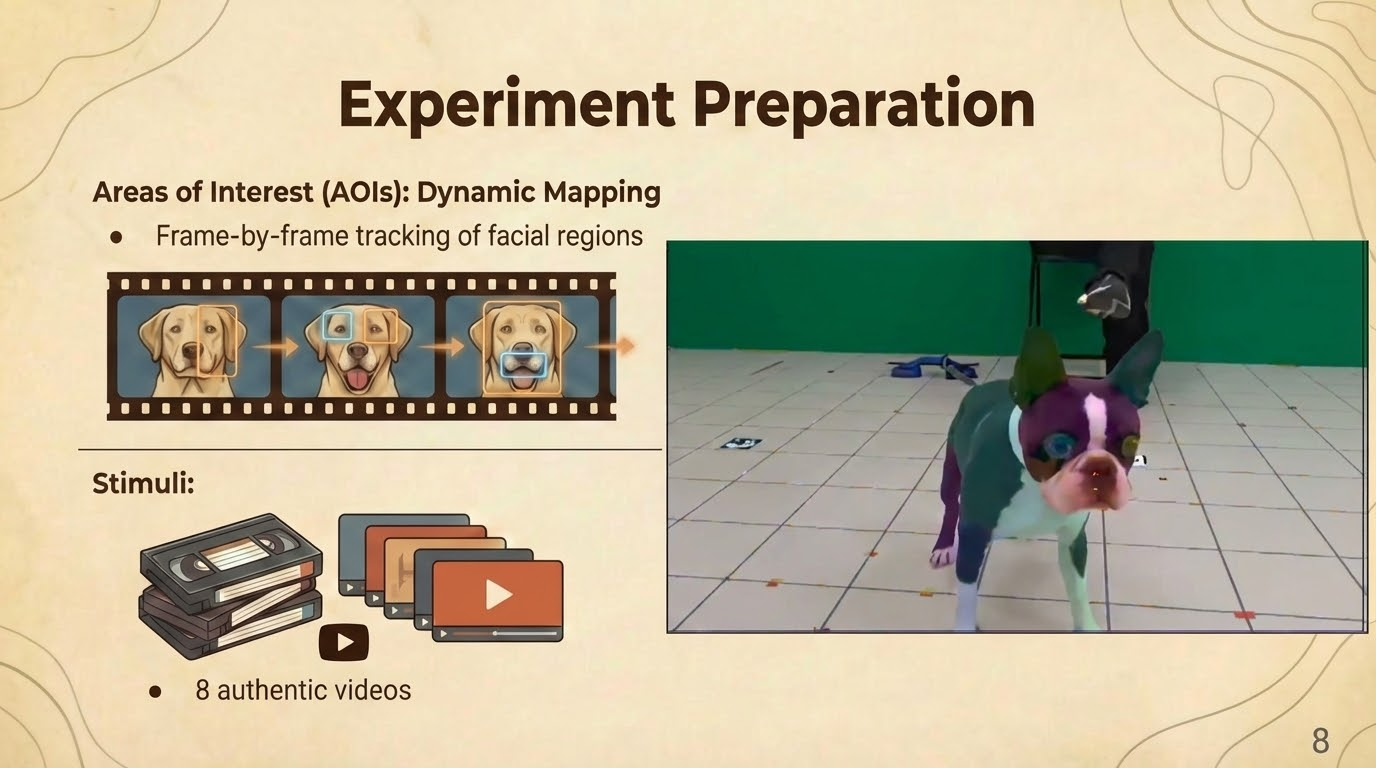 Experiment Preparation
Areas of Interest (AOIs): Dynamic Mapping
● Frame-by-frame tracking of facial regions
Stimuli:
● 8 authentic videos
8